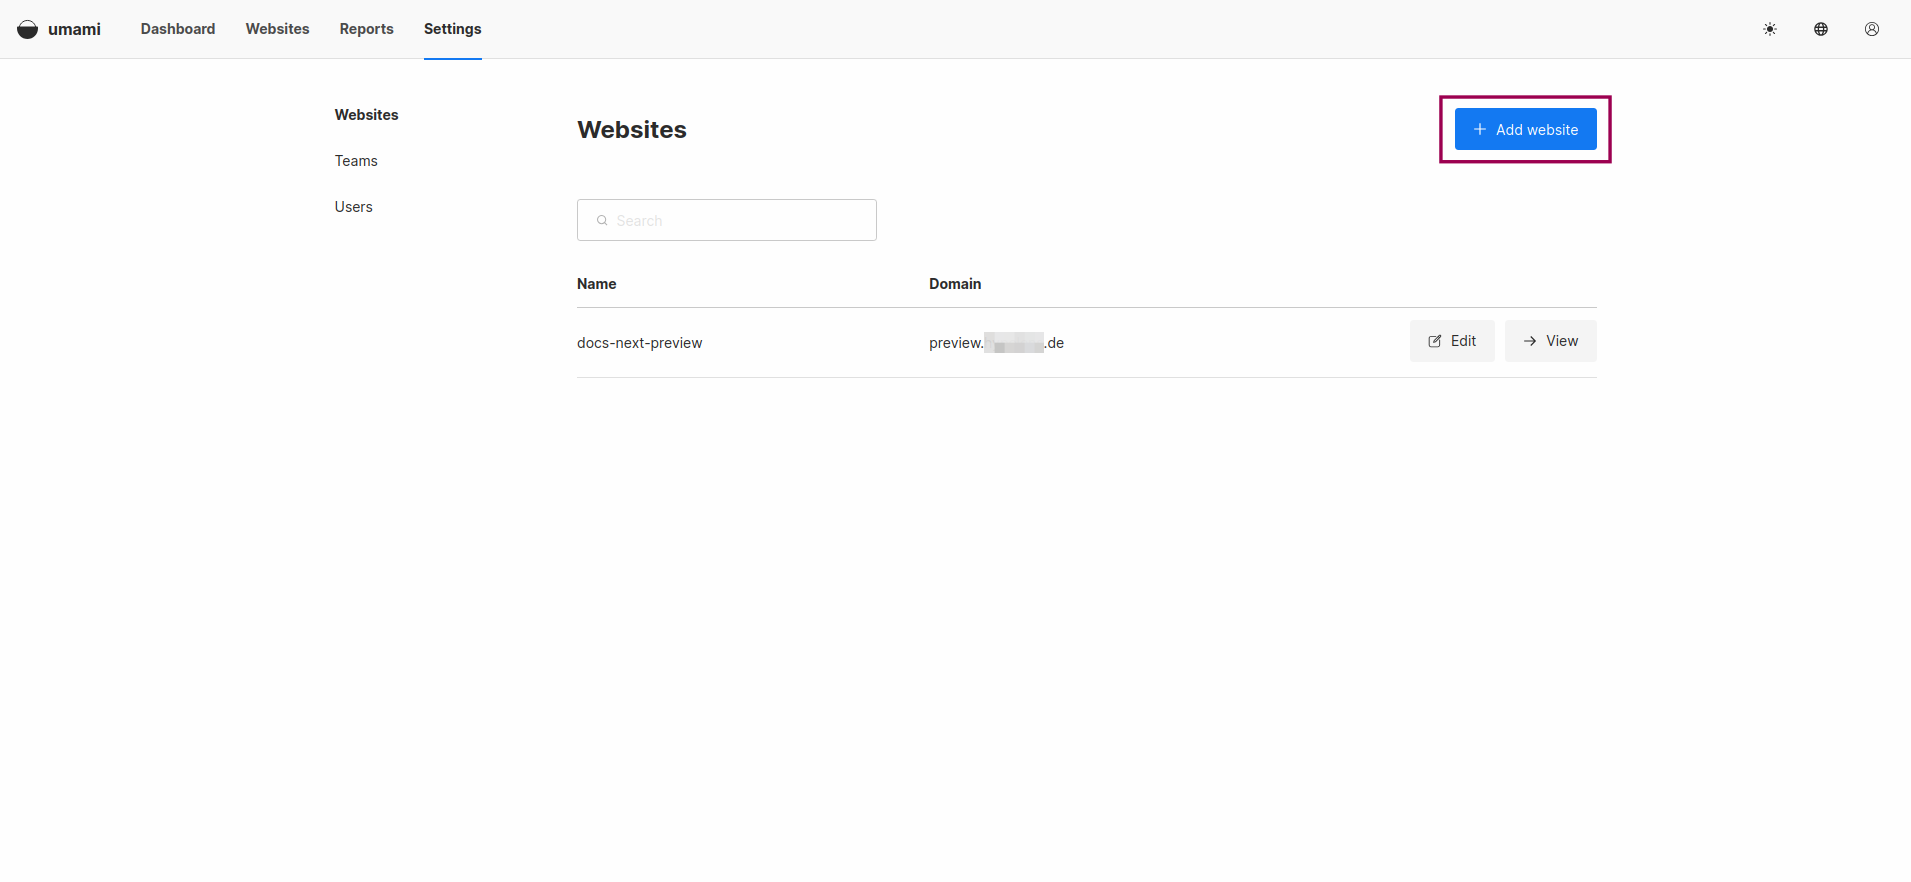 umami Dashboard Websites Reports Settings
Websites
Teams
Users
Websites
Add website
Search
Name Domain
docs-next-preview preview. .de Edit View